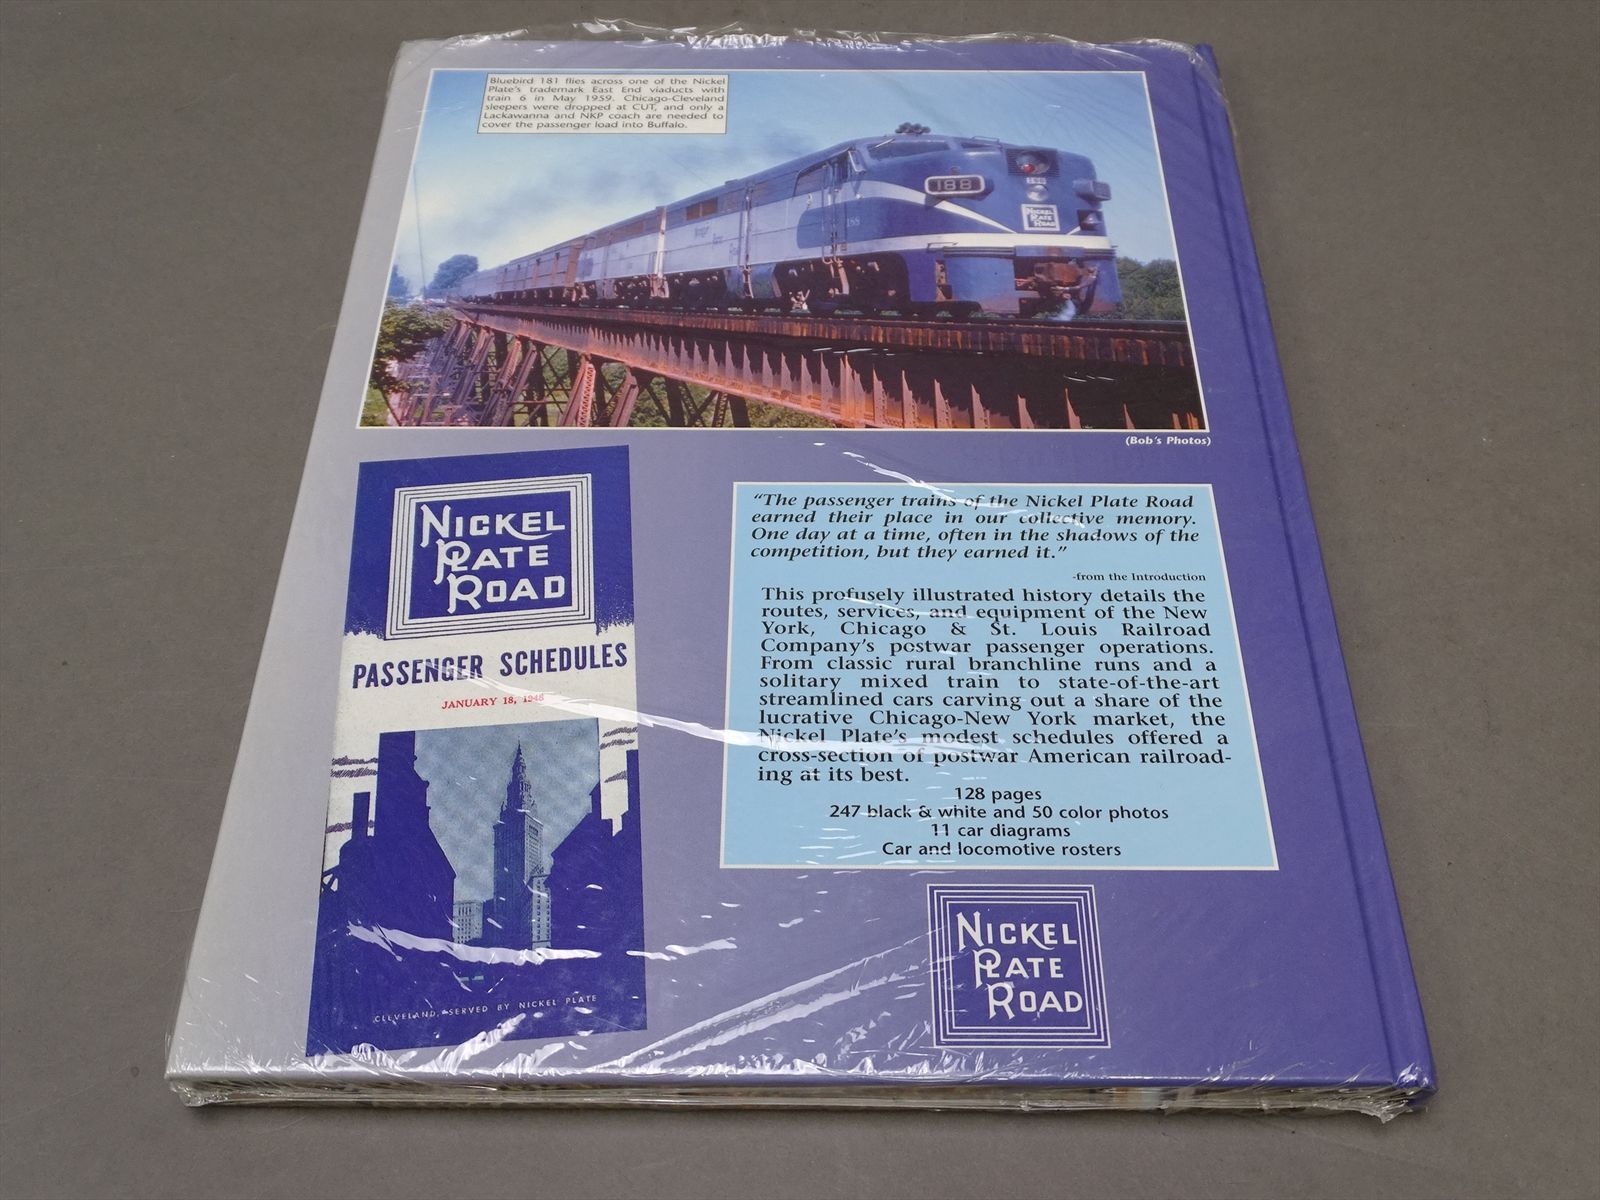 Bluebird 181 flies across one of the Nickel
Plate's trademark East End viaducts with
train 6 in May 1959. Chicago-Cleveland
sleepers were dropped at CUT, and only a
Lackawanna and NKP coach are needed to
cover the passenger load into Buffalo.
188
188
NICKEL
PLATE
ROAD
(Bob's Photos)
NICKEL
PLATE
ROAD
PASSENGER SCHEDULES
JANUARY 18, 1948
CLEVELAND, SERVED BY NICKEL PLATE
"The passenger trains of the Nickel Plate Road
earned their place in our collective memory.
One day at a time, often in the shadows of the
competition, but they earned it."
-from the Introduction
This profusely illustrated history details the
routes, services, and equipment of the New
York, Chicago & St. Louis Railroad
Company's postwar passenger operations.
From classic rural branchline runs and a
solitary mixed train to state-of-the-art
streamlined cars carving out a share of the
lucrative Chicago-New York market, the
Nickel Plate's modest schedules offered a
cross-section of postwar American railroad-
ing at its best.
128 pages
247 black & white and 50 color photos
11 car diagrams
Car and locomotive rosters
NICKEL
PLATE
ROAD